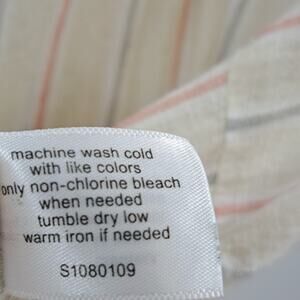 machine wash cold
with like colors
only non-chlorine bleach
when needed
tumble dry low
warm iron if needed
S1080109